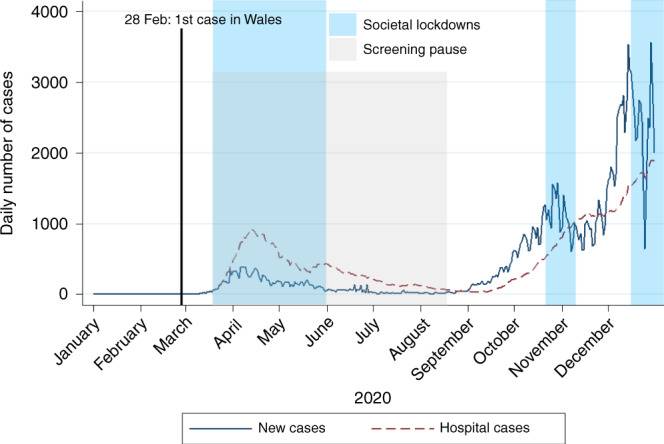 4000
28 Feb: 1st case in Wales
Societal lockdowns
Screening pause
3000
2000
1000
0
Daily number of cases
January
February
March
April
May
June
July
August
September
October
November
December
2020
New cases
Hospital cases